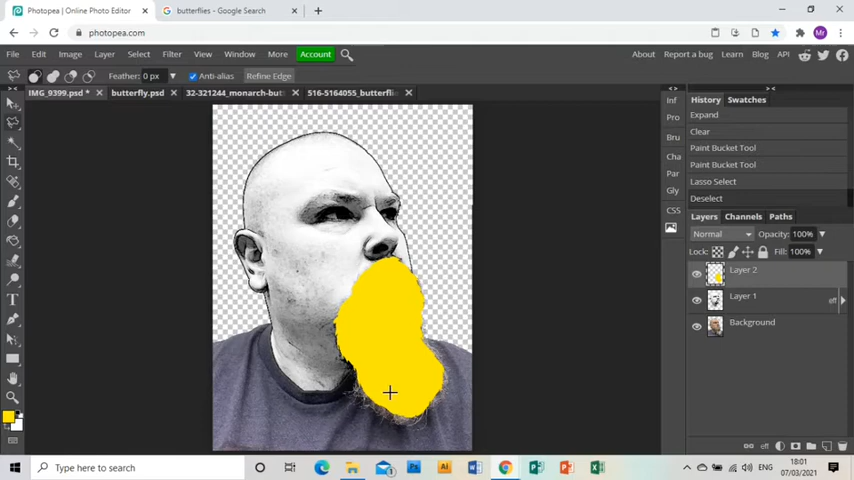 Photopea | Online Photo Editor
butterflies - Google Search
photopea.com
Mr
File Edit Image Layer Select Filter View Window More Account
About Report a bug Learn Blog API
Feather: 0 px Anti-alias Refine Edge
IMG_9399.psd * butterfly.psd 32-321244_monarch-but 516-5164055_butterfli
Inf
Pro
Bru
Cha
Par
Gly
CSS
History Swatches
Expand
Clear
Paint Bucket Tool
Paint Bucket Tool
Lasso Select
Deselect
Layers Channels Paths
Normal Opacity: 100%
Lock: Fill: 100%
Layer 2
Layer 1
eff
Background
eff
Type here to search
ENG
18:01
07/03/2021